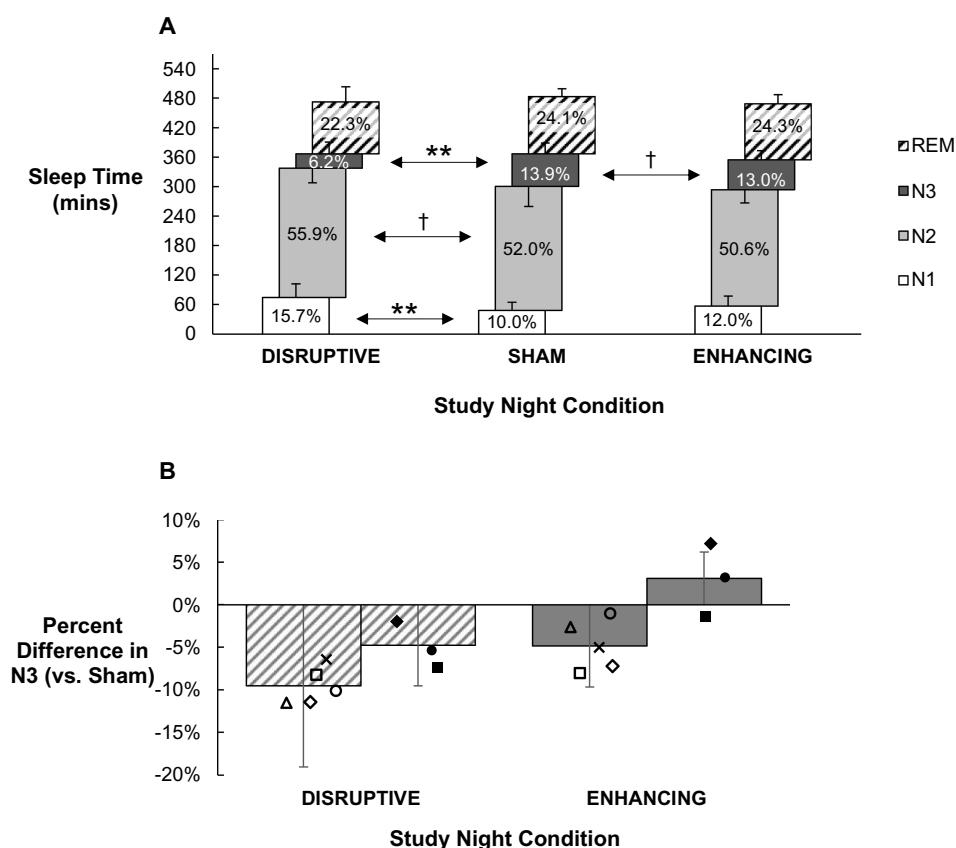 A
540
480
420
360
300
240
180
120
60
0
Sleep Time
(mins)
22.3%
6.2%
55.9%
15.7%
**
†
**
24.1%
13.9%
52.0%
10.0%
†
24.3%
13.0%
50.6%
12.0%
REM
N3
N2
N1
DISRUPTIVE SHAM ENHANCING
Study Night Condition
B
10%
5%
0%
-5%
-10%
-15%
-20%
Percent
Difference in
N3 (vs. Sham)
DISRUPTIVE ENHANCING
Study Night Condition